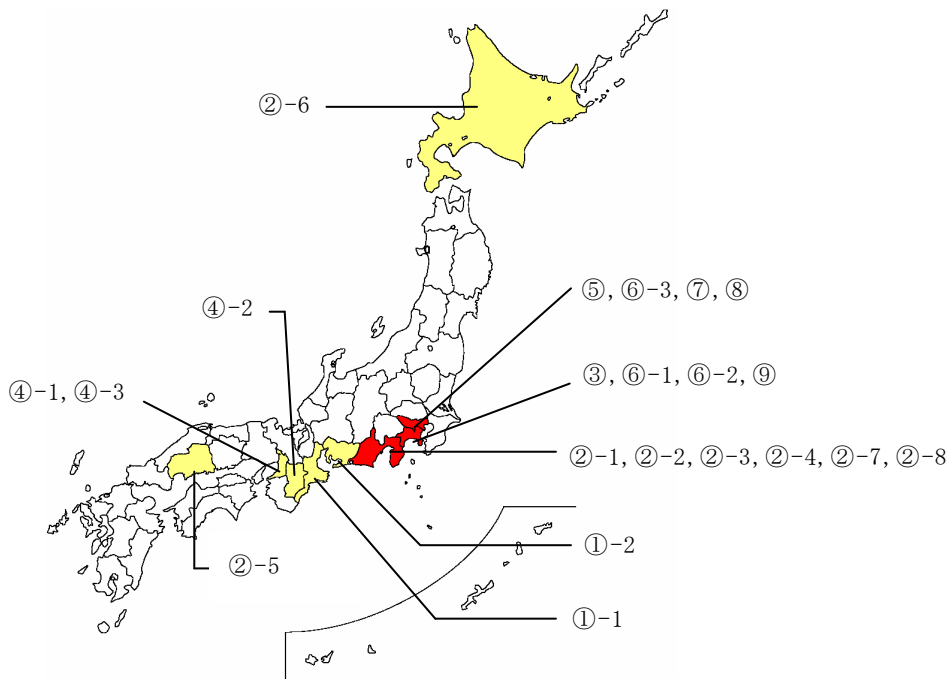 ②-6
⑤, ⑥-3, ⑦, ⑧
④-2
③, ⑥-1, ⑥-2, ⑨
④-1, ④-3
②-1, ②-2, ②-3, ②-4, ②-7, ②-8
①-2
②-5
①-1